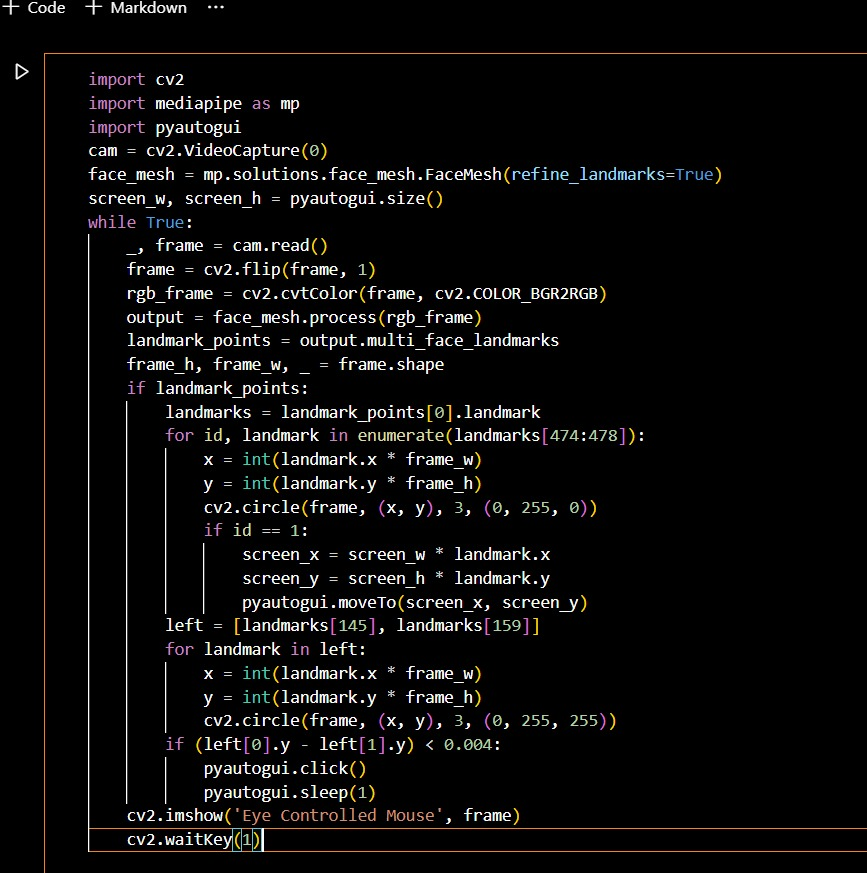 + Code + Markdown ...
import cv2
import mediapipe as mp
import pyautogui
cam = cv2.VideoCapture(0)
face_mesh = mp.solutions.face_mesh.FaceMesh(refine_landmarks=True)
screen_w, screen_h = pyautogui.size()
while True:
    _, frame = cam.read()
    frame = cv2.flip(frame, 1)
    rgb_frame = cv2.cvtColor(frame, cv2.COLOR_BGR2RGB)
    output = face_mesh.process(rgb_frame)
    landmark_points = output.multi_face_landmarks
    frame_h, frame_w, _ = frame.shape
    if landmark_points:
        landmarks = landmark_points[0].landmark
        for id, landmark in enumerate(landmarks[474:478]):
            x = int(landmark.x * frame_w)
            y = int(landmark.y * frame_h)
            cv2.circle(frame, (x, y), 3, (0, 255, 0))
            if id == 1:
                screen_x = screen_w * landmark.x
                screen_y = screen_h * landmark.y
                pyautogui.moveTo(screen_x, screen_y)
        left = [landmarks[145], landmarks[159]]
        for landmark in left:
            x = int(landmark.x * frame_w)
            y = int(landmark.y * frame_h)
            cv2.circle(frame, (x, y), 3, (0, 255, 255))
        if (left[0].y - left[1].y) < 0.004:
            pyautogui.click()
            pyautogui.sleep(1)
    cv2.imshow('Eye Controlled Mouse', frame)
    cv2.waitKey(1)